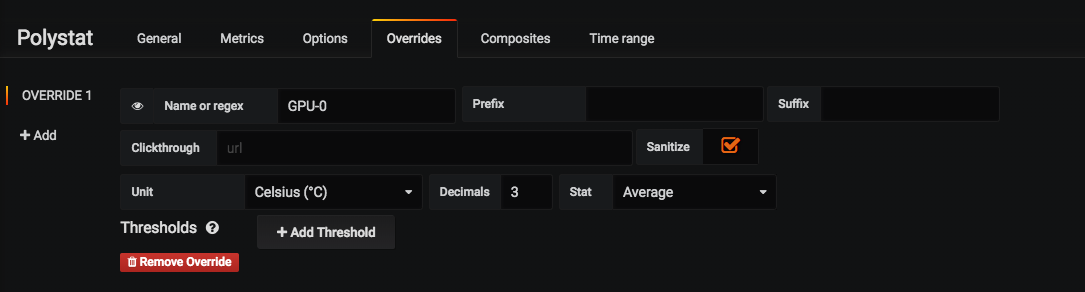 Polystat General Metrics Options Overrides Composites Time range
OVERRIDE 1
Name or regex GPU-0 Prefix Suffix
+ Add
Clickthrough url Sanitize
Unit Celsius (°C) Decimals 3 Stat Average
Thresholds ? + Add Threshold
Remove Override